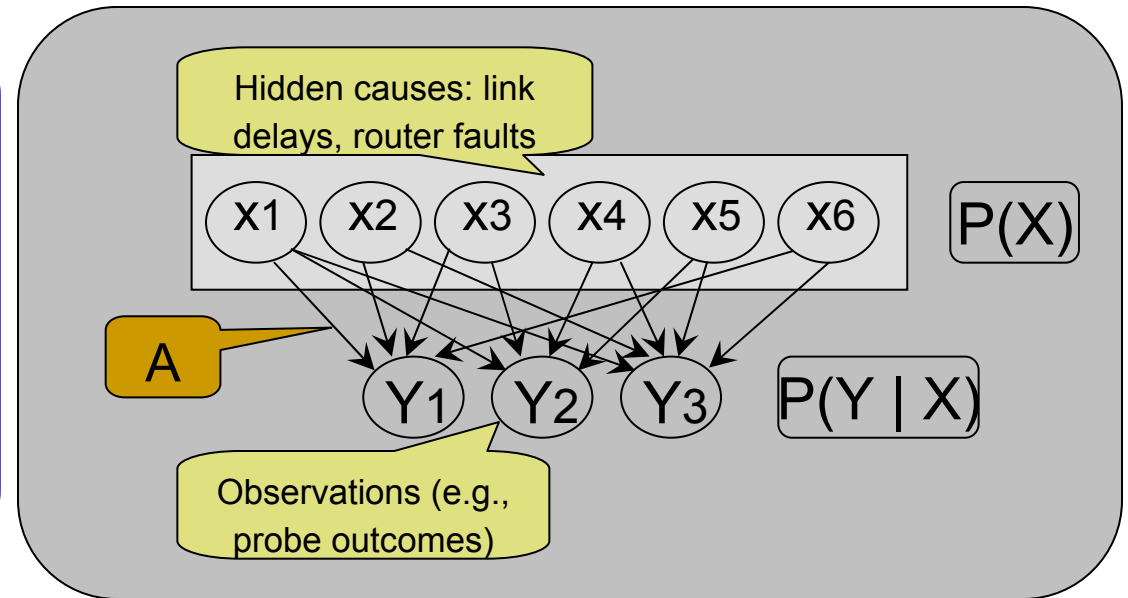 Hidden causes: link
delays, router faults
x1 x2 x3 x4 x5 x6
P(X)
A
Y1 Y2 Y3
P(Y | X)
Observations (e.g.,
probe outcomes)